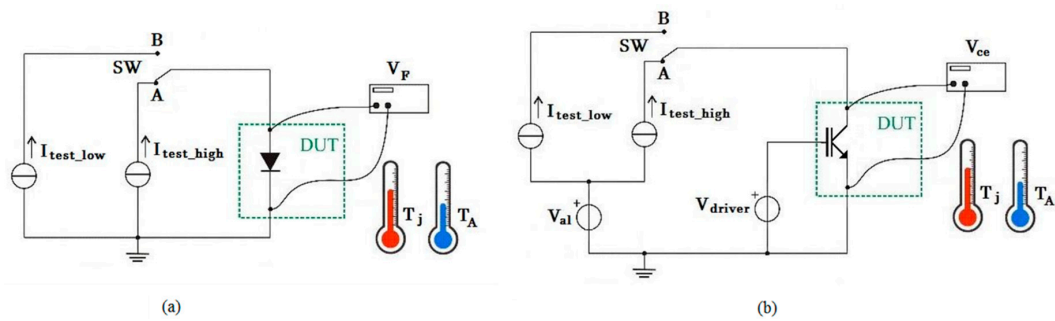 B
SW
A
V_F
I_test_low
I_test_high
DUT
T_j
T_A
(a)
B
SW
A
V_ce
I_test_low
I_test_high
DUT
V_al
+
V_driver
+
T_j
T_A
(b)